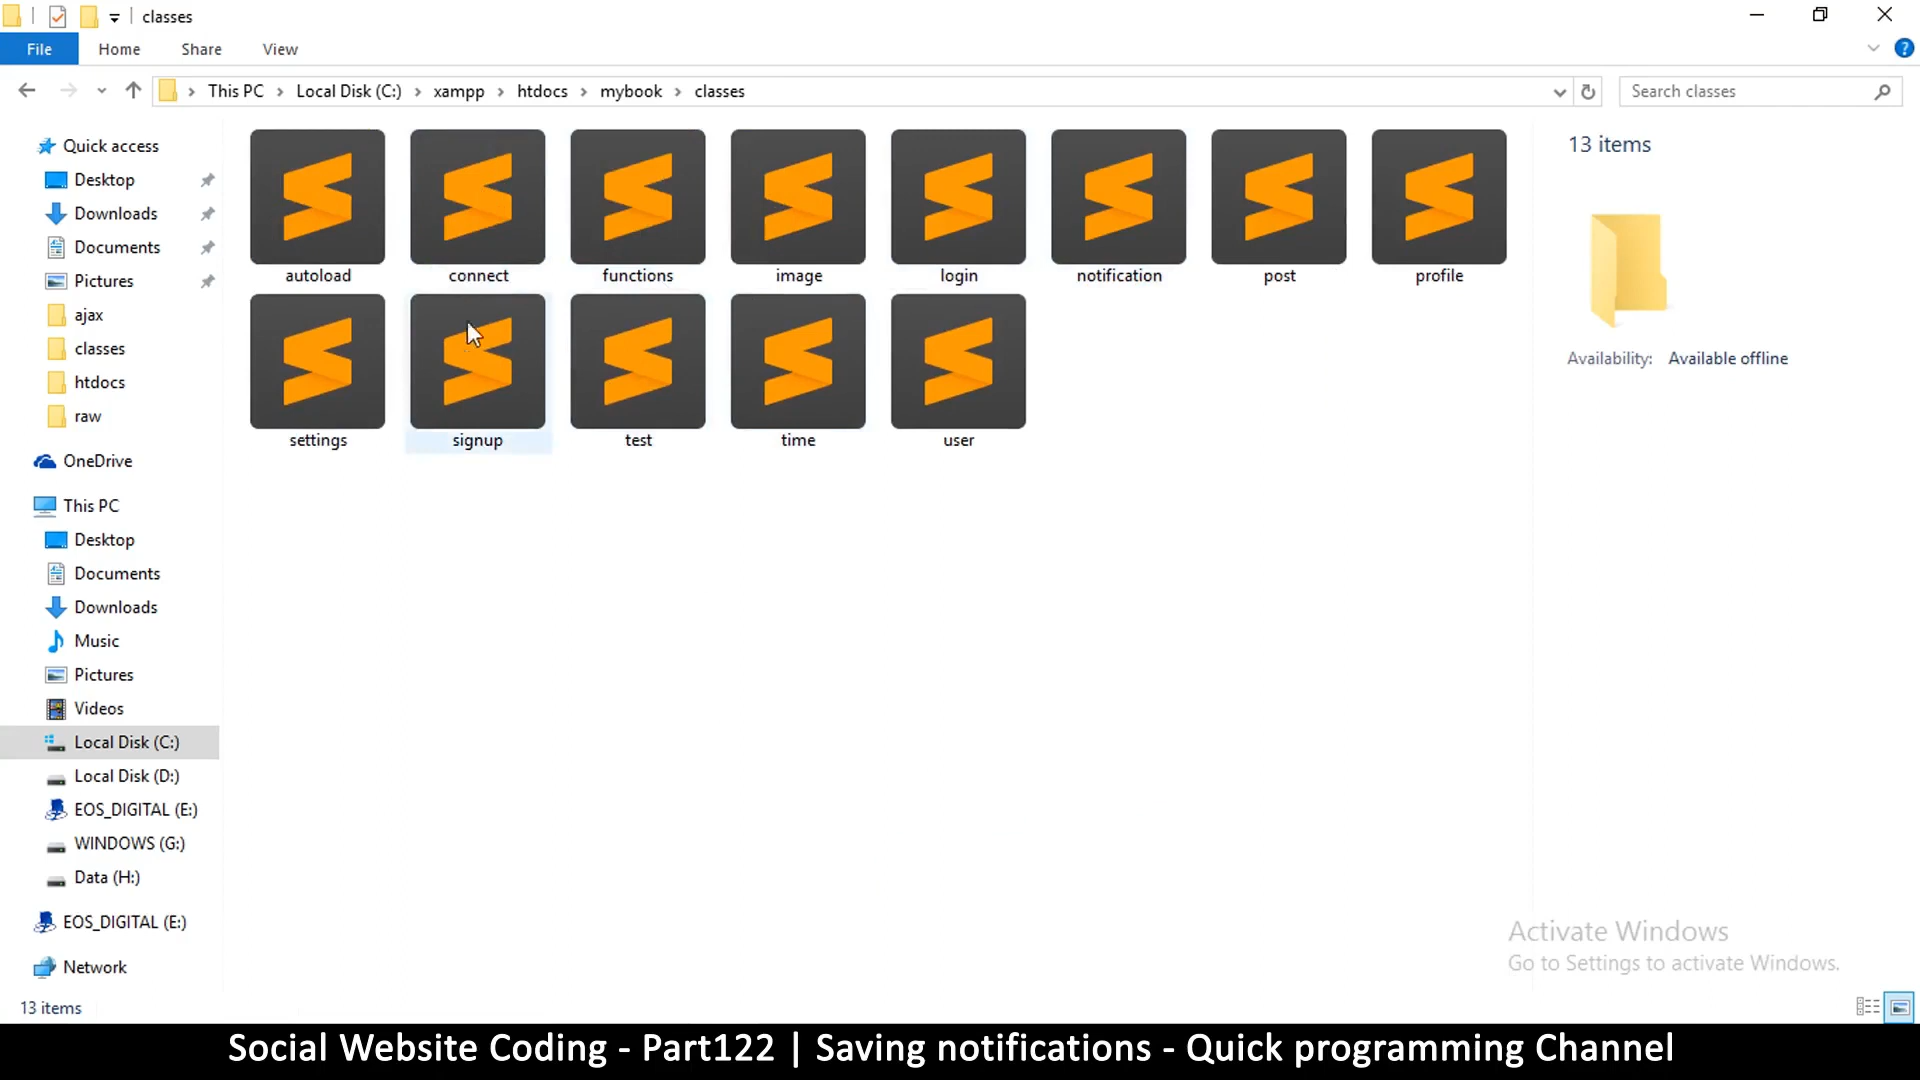 classes
File Home Share View
This PC Local Disk (C:) xampp htdocs mybook classes
Search classes
Quick access
Desktop
Downloads
Documents
Pictures
ajax
classes
htdocs
raw
OneDrive
This PC
Desktop
Documents
Downloads
Music
Pictures
Videos
Local Disk (C:)
Local Disk (D:)
EOS_DIGITAL (E:)
WINDOWS (G:)
Data (H:)
EOS_DIGITAL (E:)
Network
autoload connect functions image login notification post profile
settings signup test time user
13 items
Availability: Available offline
Activate Windows
Go to Settings to activate Windows.
13 items
Social Website Coding - Part122 | Saving notifications - Quick programming Channel